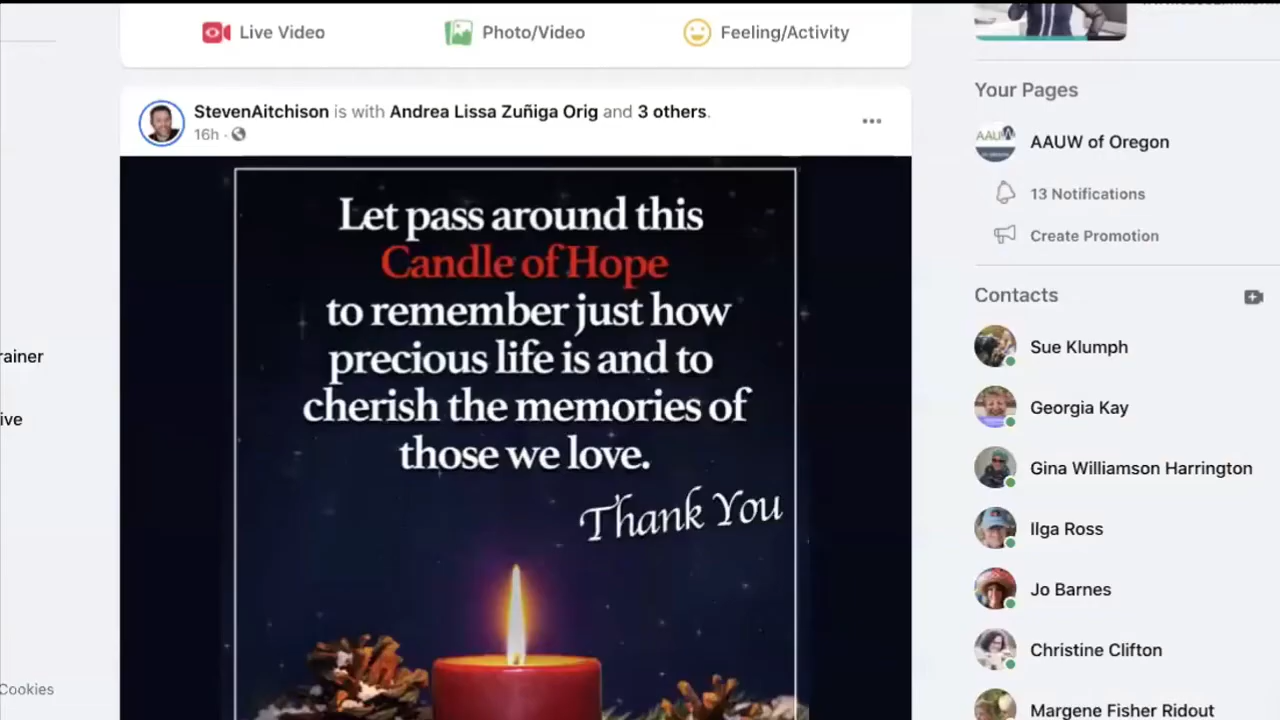 Live Video
Photo/Video
Feeling/Activity
StevenAitchison is with Andrea Lissa Zuñiga Orig and 3 others.
16h ·
Let pass around this
Candle of Hope
to remember just how
precious life is and to
cherish the memories of
those we love.
Thank You
rainer
ive
Cookies
Your Pages
AAUW of Oregon
13 Notifications
Create Promotion
Contacts
Sue Klumph
Georgia Kay
Gina Williamson Harrington
Ilga Ross
Jo Barnes
Christine Clifton
Margene Fisher Ridout